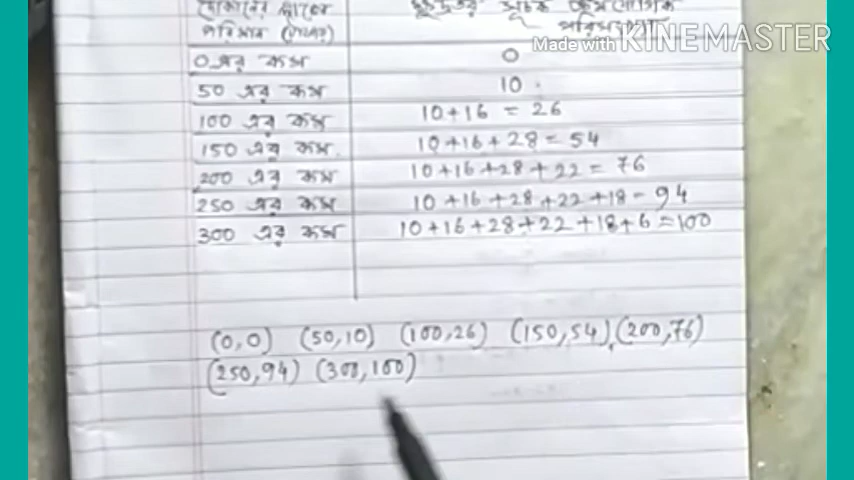 পরিমান (টাকায়)
Made with KINEMASTER
0 এর কম 0
50 এর কম 10
100 এর কম 10+16 = 26
150 এর কম. 10+16+28=54
200 এর কম 10+16+28+22=76
250 এর কম 10+16+28+22+18=94
300 এর কম 10+16+28+22+18+6=100
(0,0) (50,10) (100,26) (150,54), (200,76)
(250,94) (300,100)